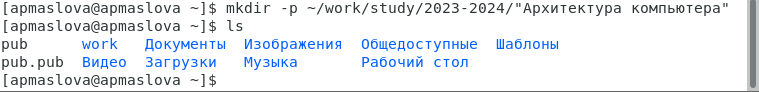 [apmaslova@apmaslova ~]$ mkdir -p ~/work/study/2023-2024/"Архитектура компьютера"
[apmaslova@apmaslova ~]$ ls
pub      work   Документы  Изображения  Общедоступные  Шаблоны
pub.pub  Видео  Загрузки   Музыка       Рабочий стол
[apmaslova@apmaslova ~]$